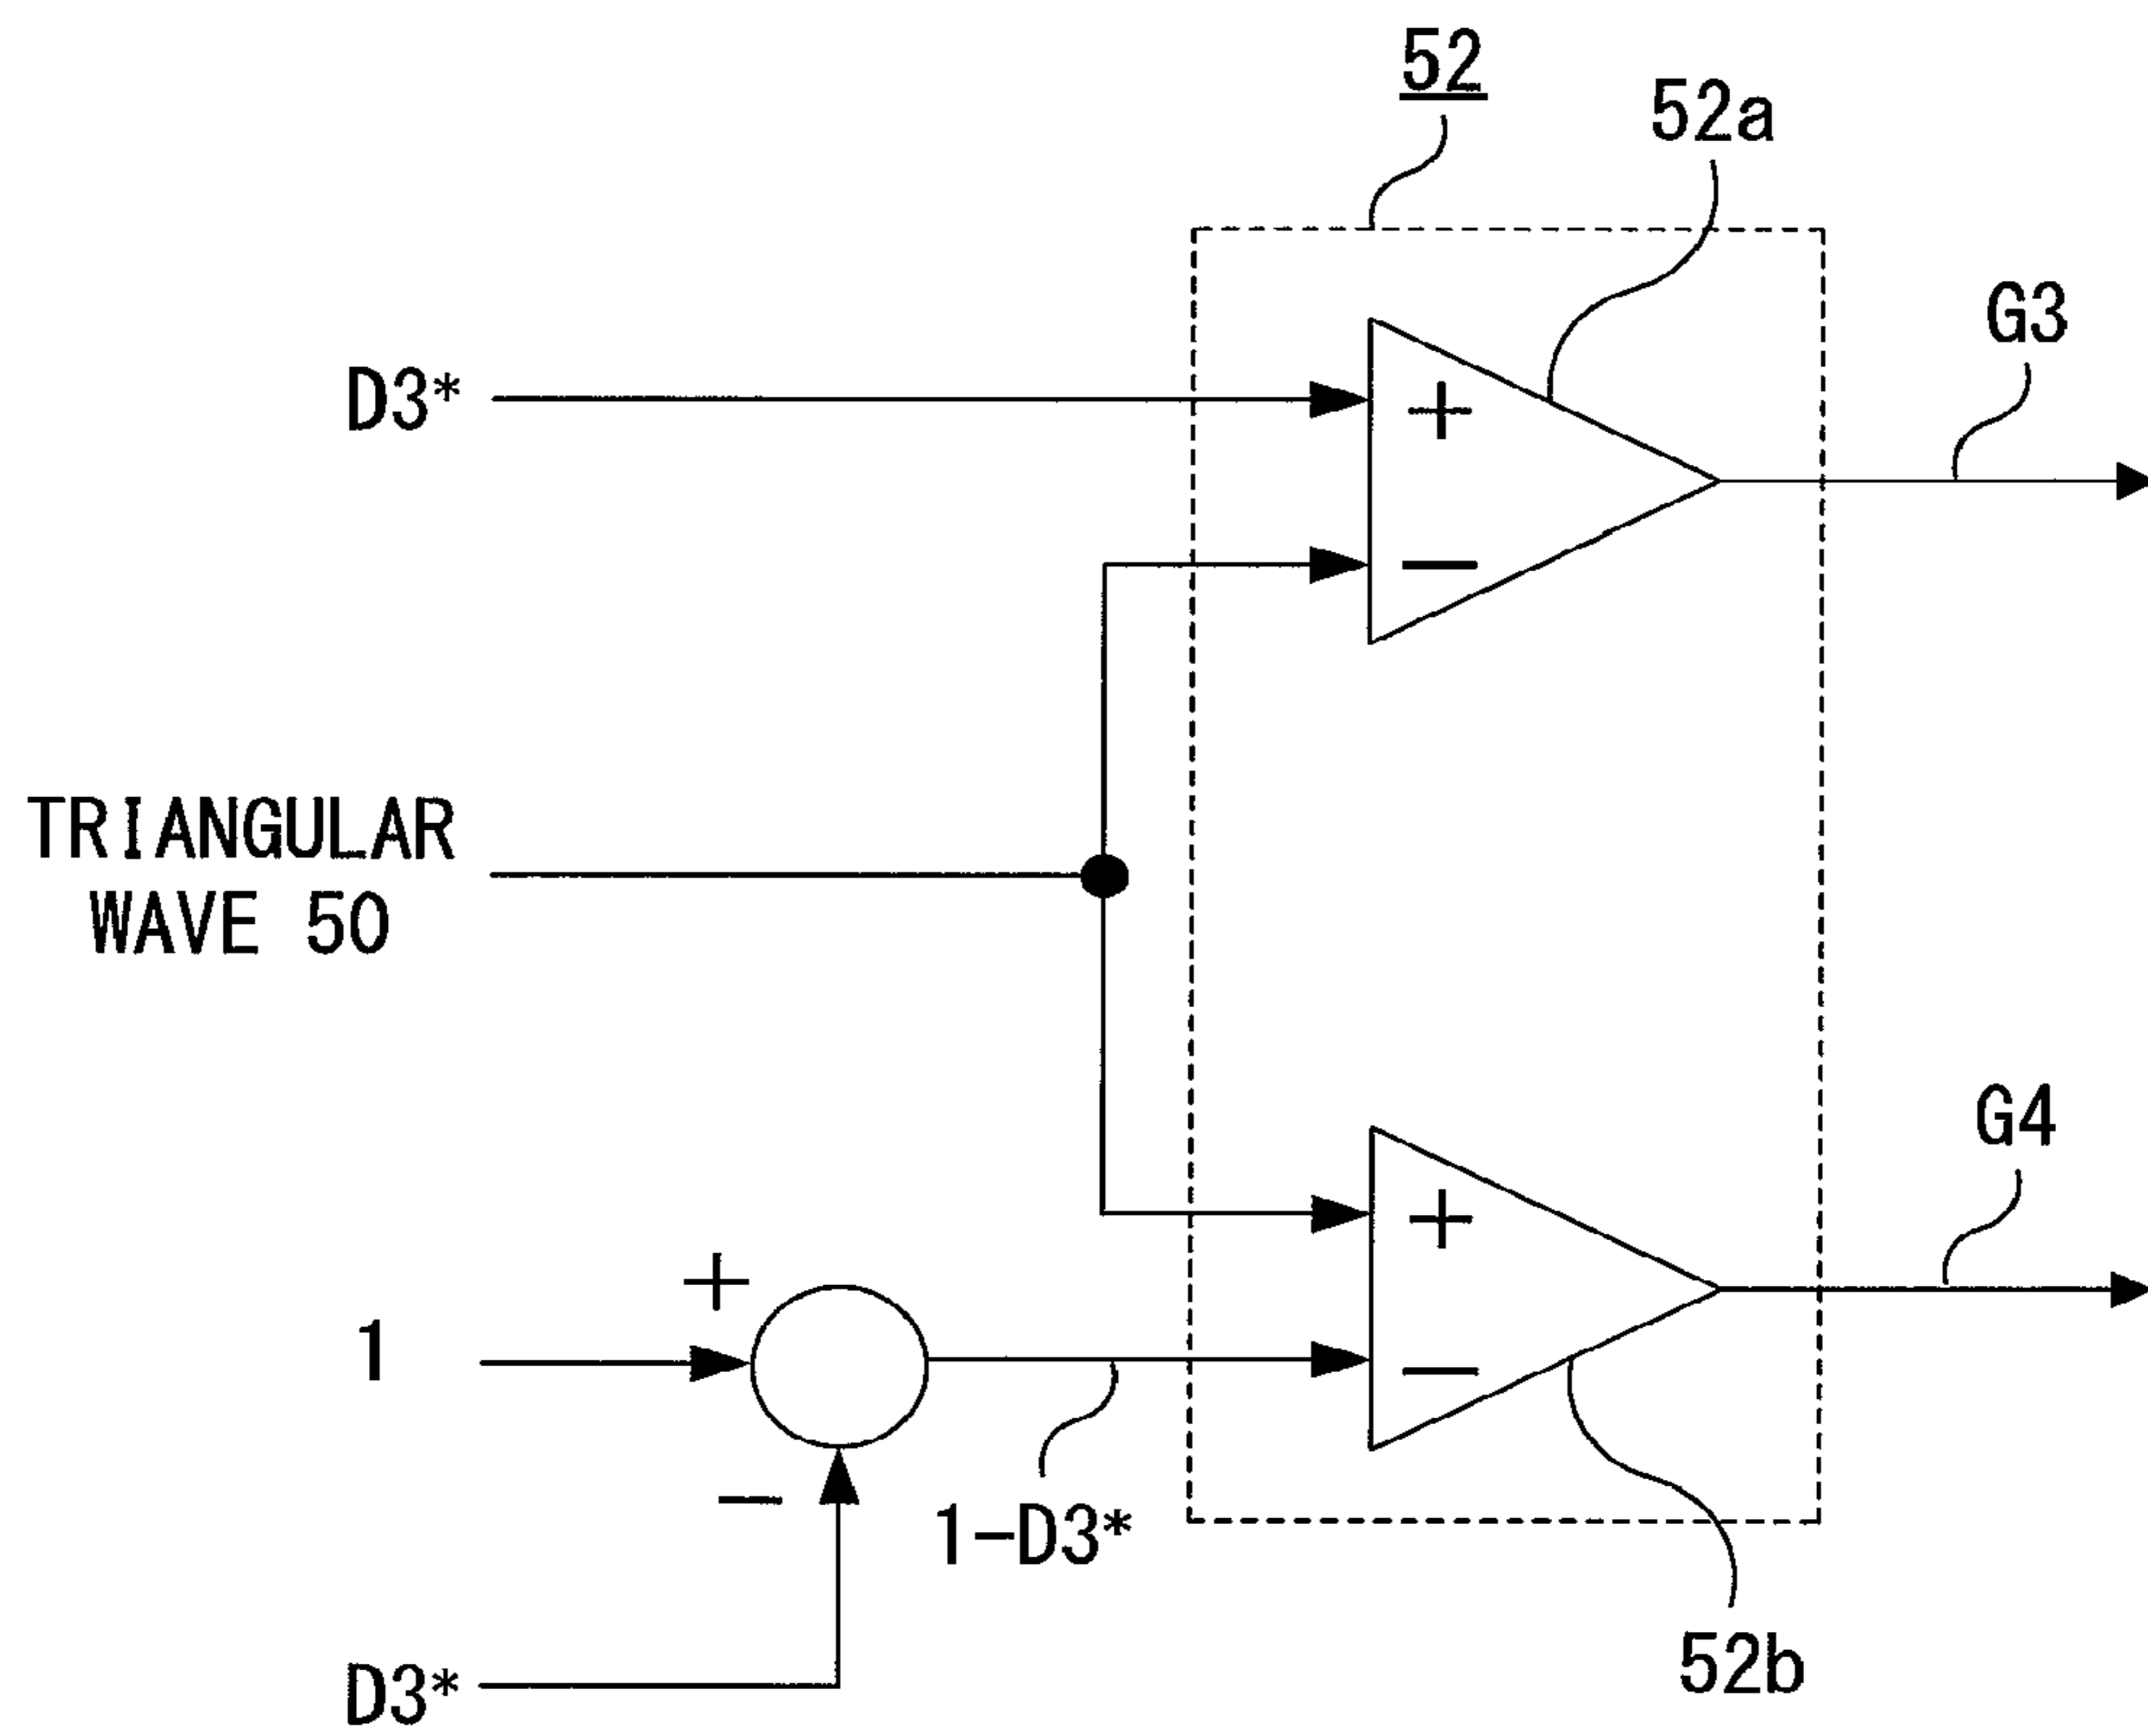 52
52a
G3
D3*
+
−
TRIANGULAR
WAVE 50
G4
+
+
1
−
−
1-D3*
52b
D3*